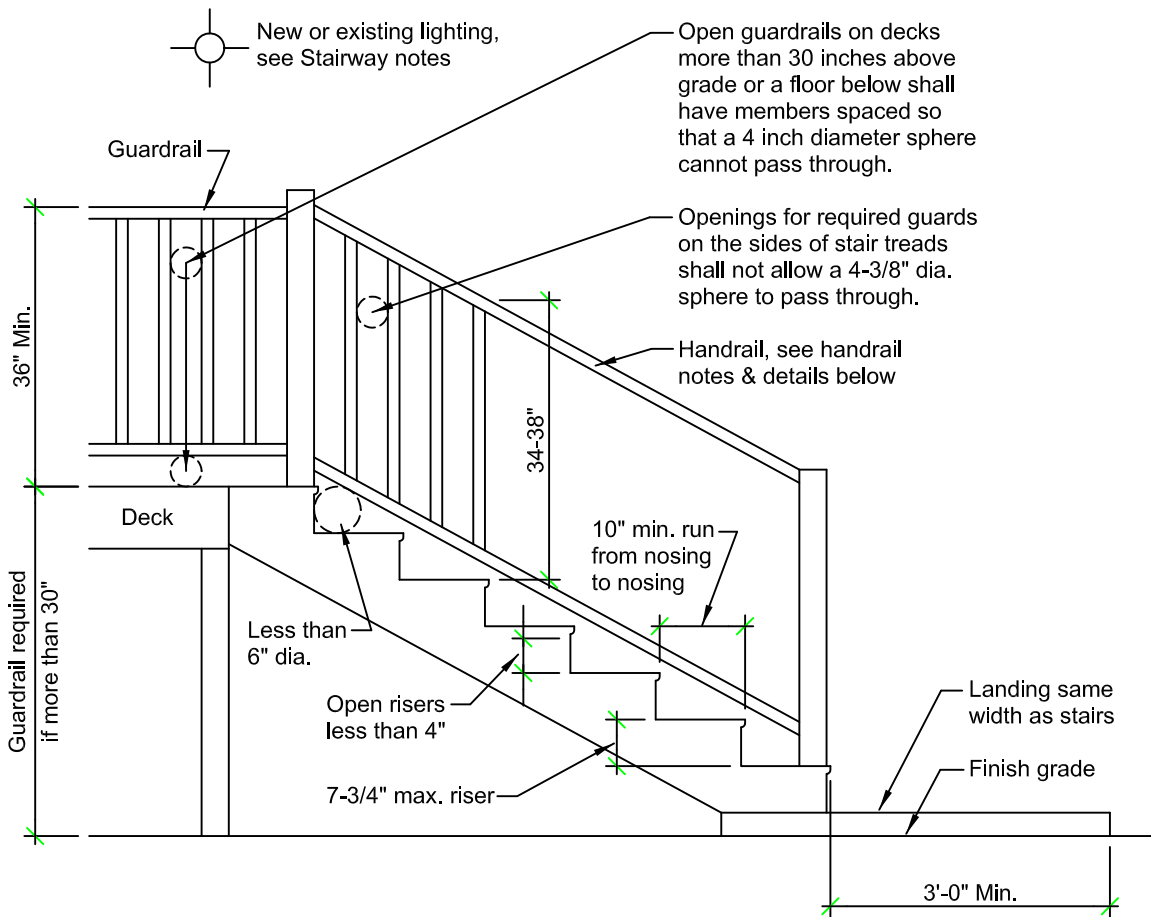 New or existing lighting,
see Stairway notes
Open guardrails on decks
more than 30 inches above
grade or a floor below shall
have members spaced so
that a 4 inch diameter sphere
cannot pass through.
Guardrail
Openings for required guards
on the sides of stair treads
shall not allow a 4-3/8" dia.
sphere to pass through.
36" Min.
Handrail, see handrail
notes & details below
34-38"
Deck
10" min. run
from nosing
to nosing
Guardrail required
if more than 30"
Less than
6" dia.
Open risers
less than 4"
Landing same
width as stairs
Finish grade
7-3/4" max. riser
3'-0" Min.